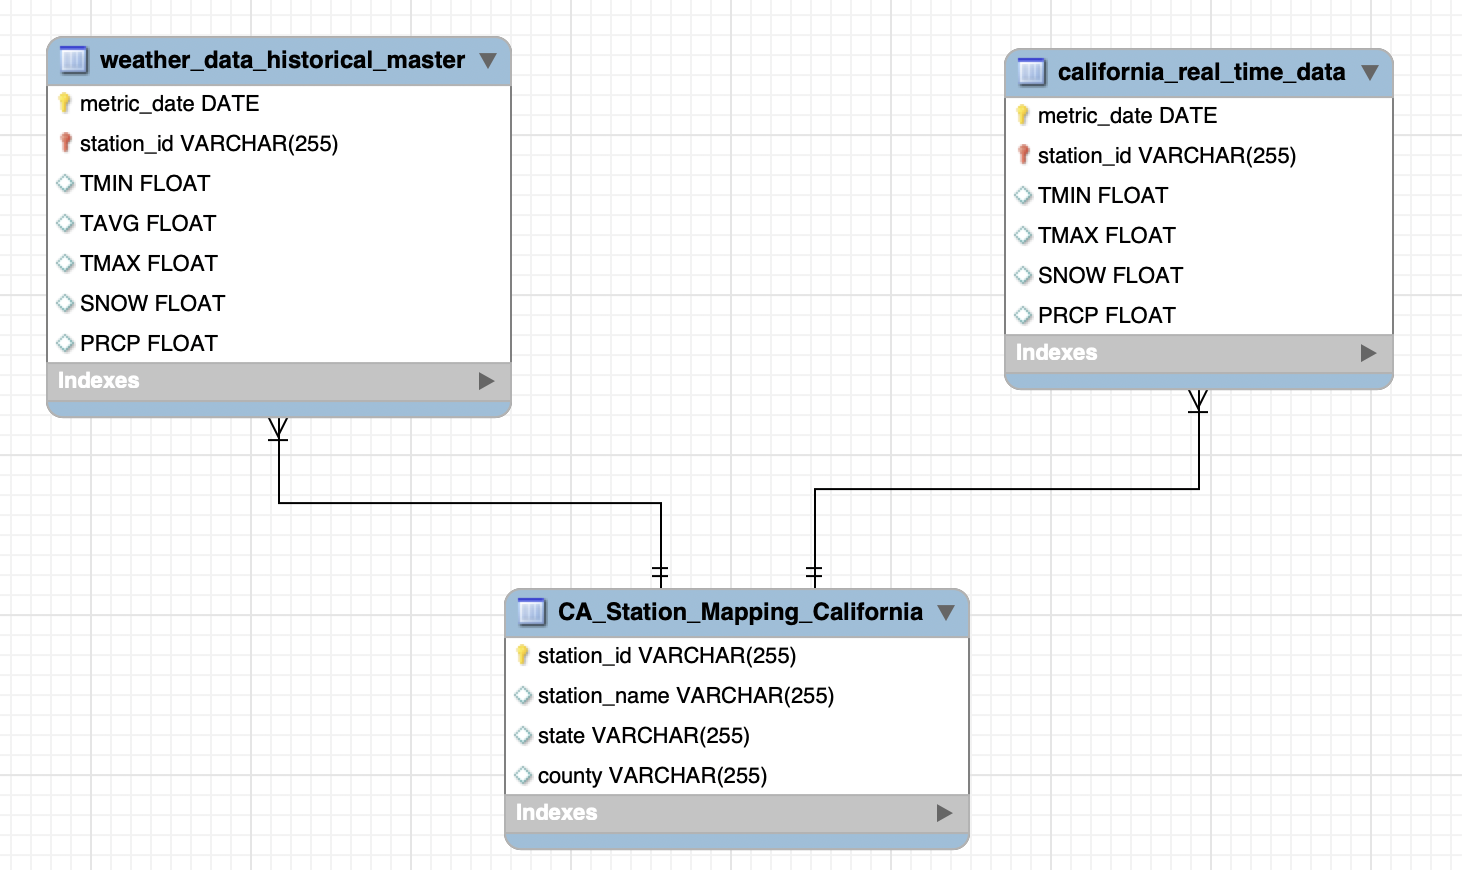 weather_data_historical_master
metric_date DATE
station_id VARCHAR(255)
TMIN FLOAT
TAVG FLOAT
TMAX FLOAT
SNOW FLOAT
PRCP FLOAT
Indexes
california_real_time_data
metric_date DATE
station_id VARCHAR(255)
TMIN FLOAT
TMAX FLOAT
SNOW FLOAT
PRCP FLOAT
Indexes
CA_Station_Mapping_California
station_id VARCHAR(255)
station_name VARCHAR(255)
state VARCHAR(255)
county VARCHAR(255)
Indexes